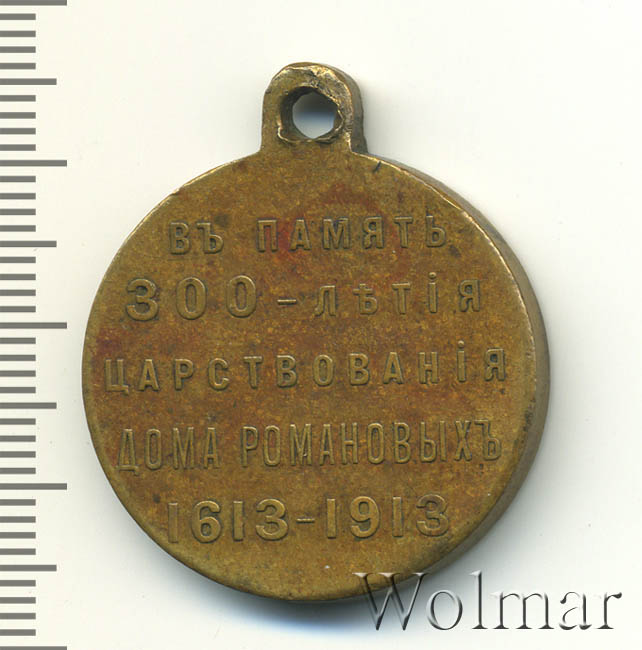 ВЪ ПАМЯТЬ
300-ЛѢТІЯ
ЦАРСТВОВАНІЯ
ДОМА РОМАНОВЫХЪ
1613-1913
Wolmar